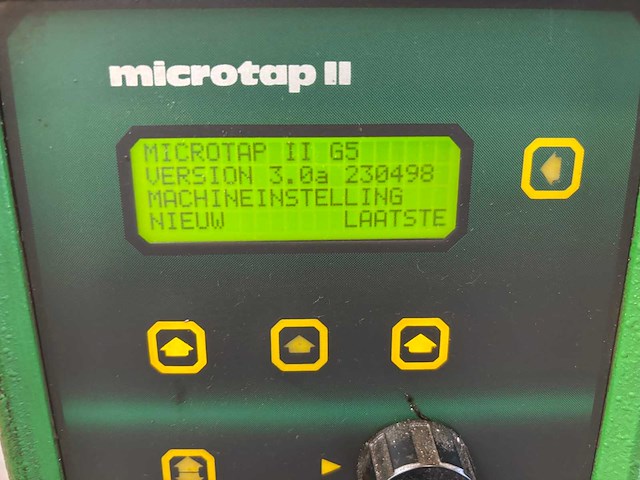 microtap II
MICROTAP II G5
VERSION 3.0a 230498
MACHINEINSTELLING
NIEUW LAATSTE